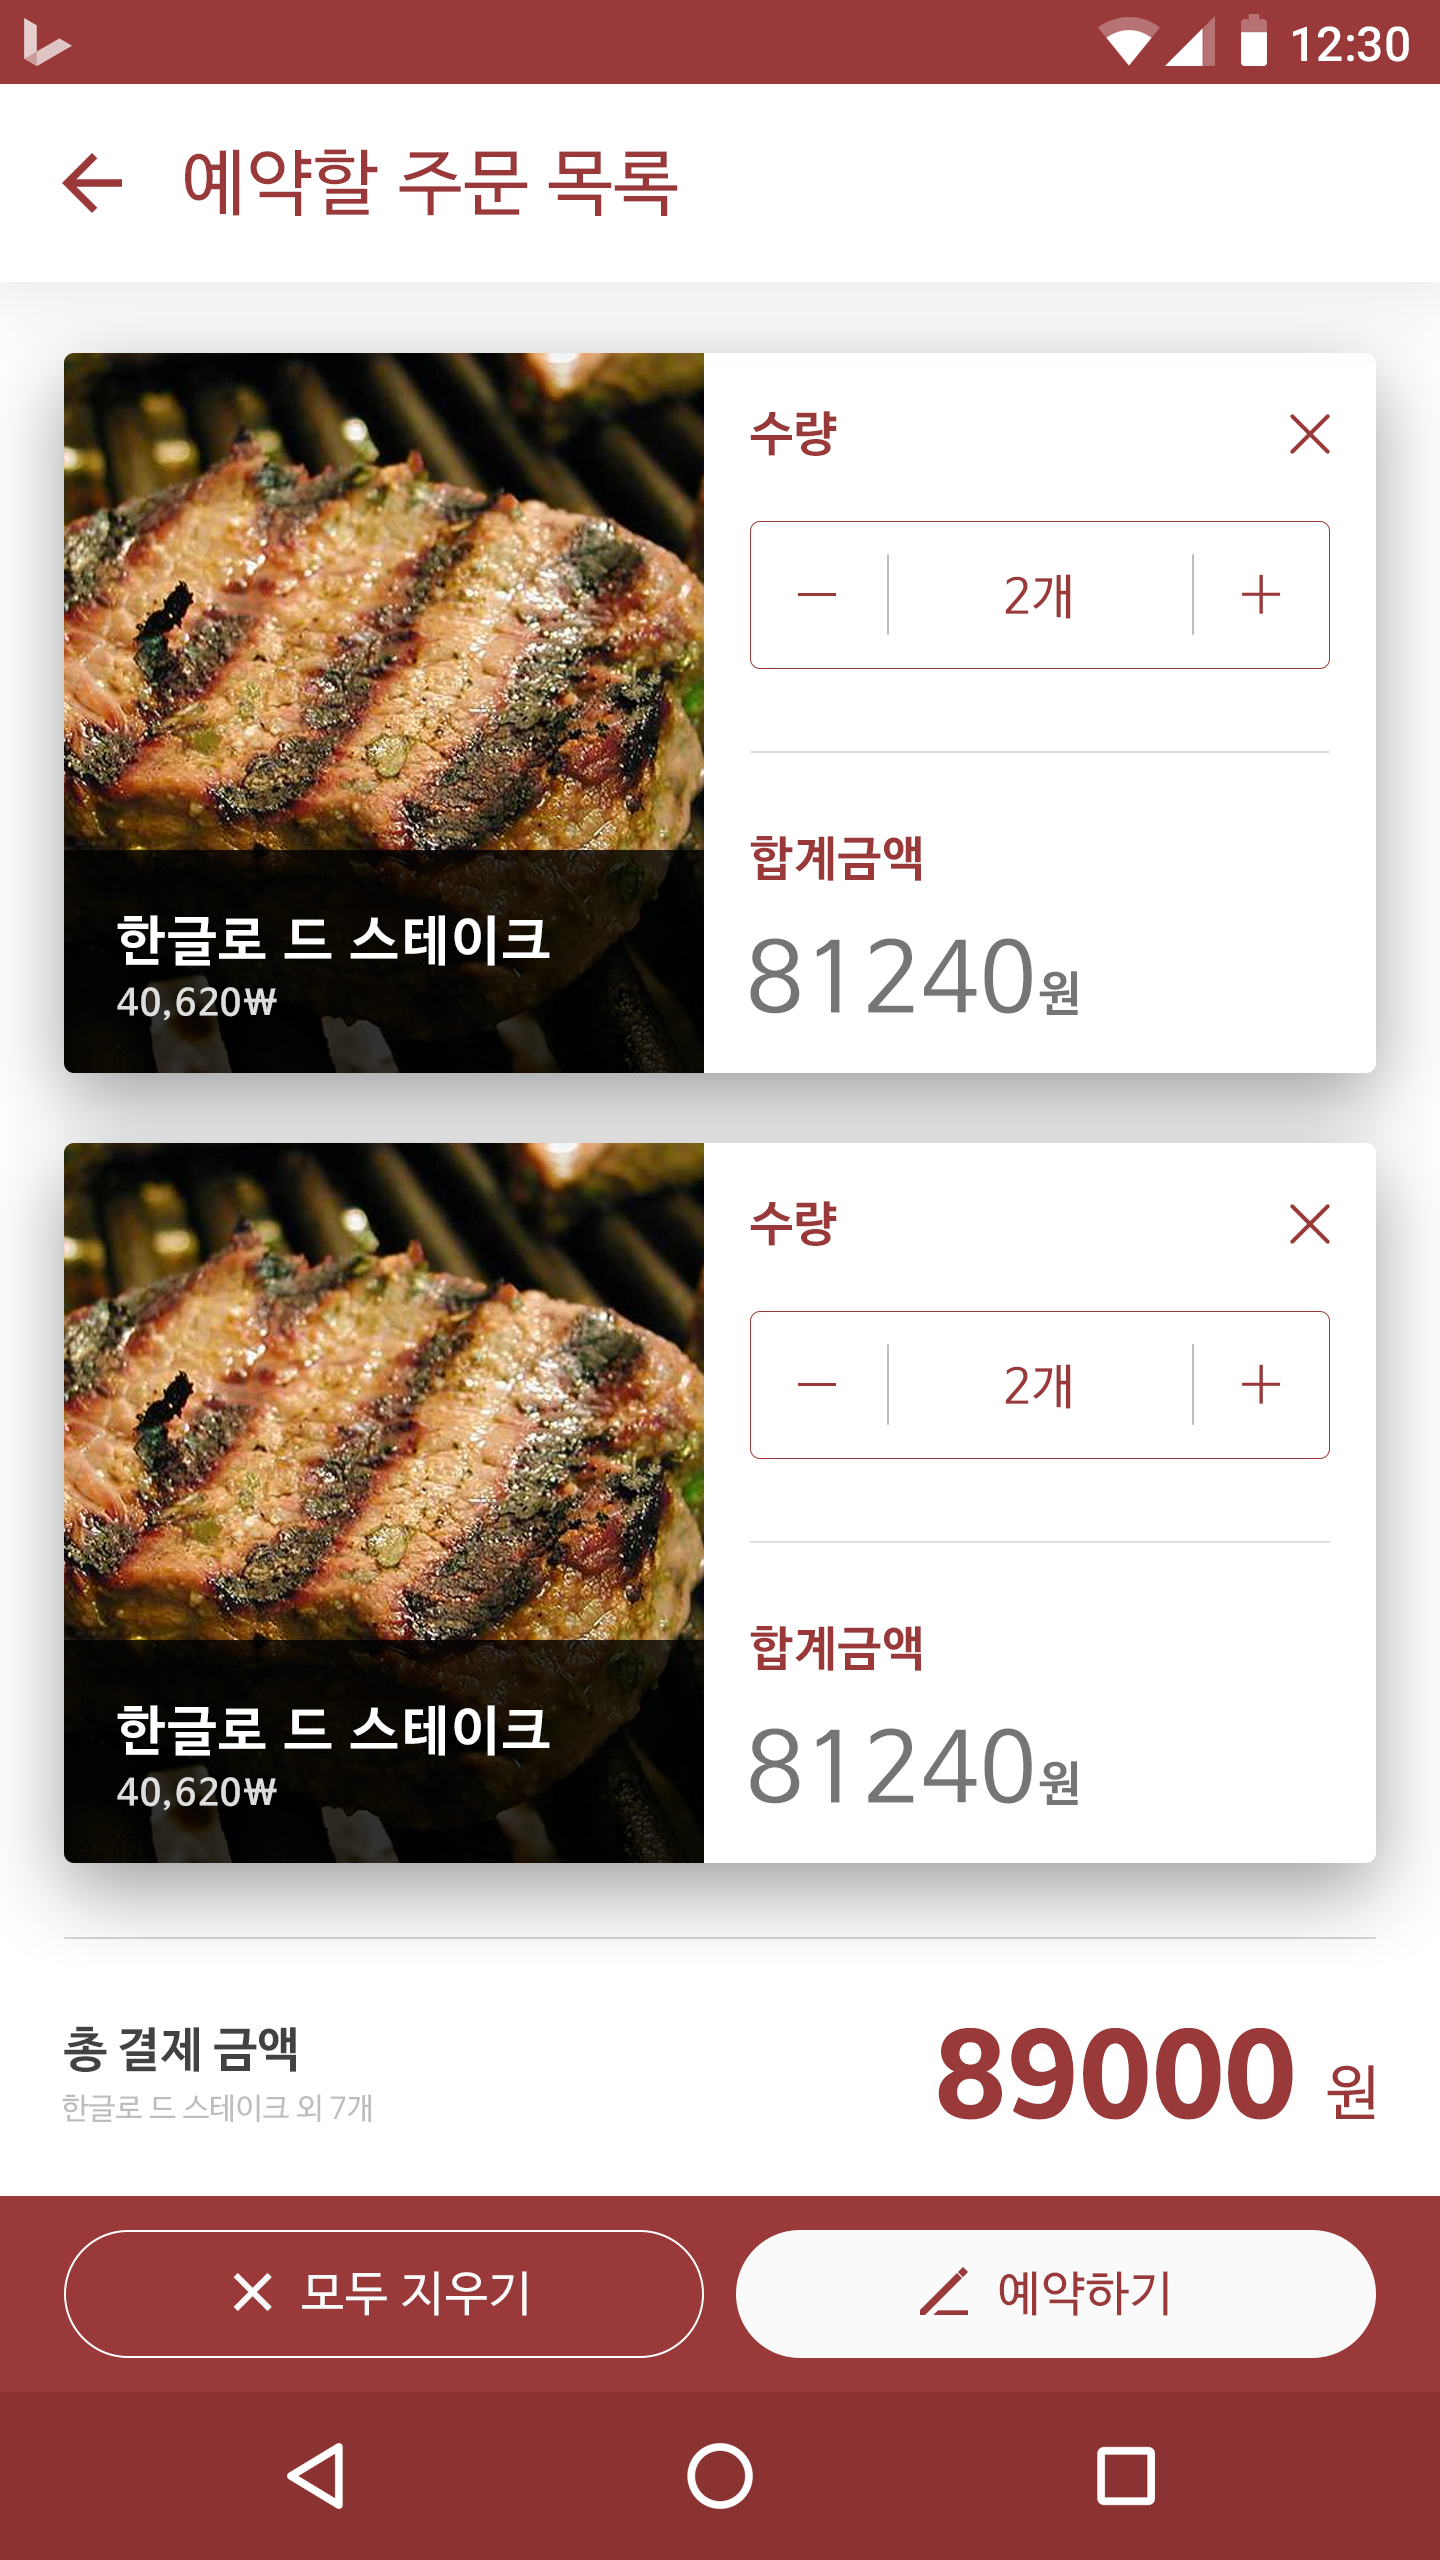 12:30
예약할 주문 목록
수량
2개
합계금액
81240원
한글로 드 스테이크
40,620₩
수량
2개
합계금액
81240원
한글로 드 스테이크
40,620₩
총 결제 금액
한글로 드 스테이크 외 7개
89000 원
모두 지우기
예약하기